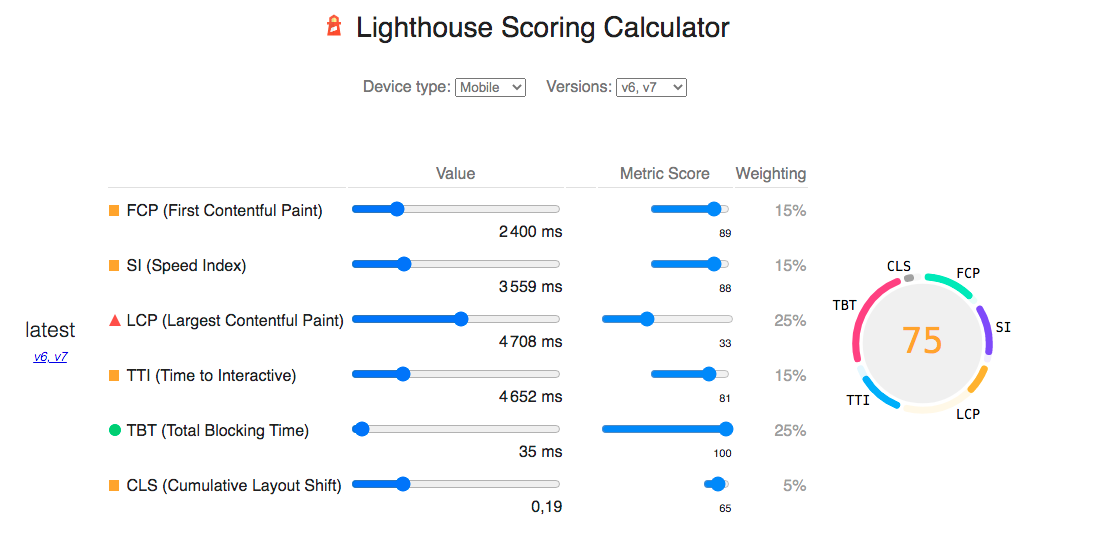 Lighthouse Scoring Calculator
Device type: Mobile Versions: v6, v7
Value Metric Score Weighting
latest
v6, v7
FCP (First Contentful Paint) 15%
2 400 ms 89
SI (Speed Index) 15%
3 559 ms 88
LCP (Largest Contentful Paint) 25%
4 708 ms 33
TTI (Time to Interactive) 15%
4 652 ms 81
TBT (Total Blocking Time) 25%
35 ms 100
CLS (Cumulative Layout Shift) 5%
0,19 65
CLS FCP
TBT SI
75
TTI LCP